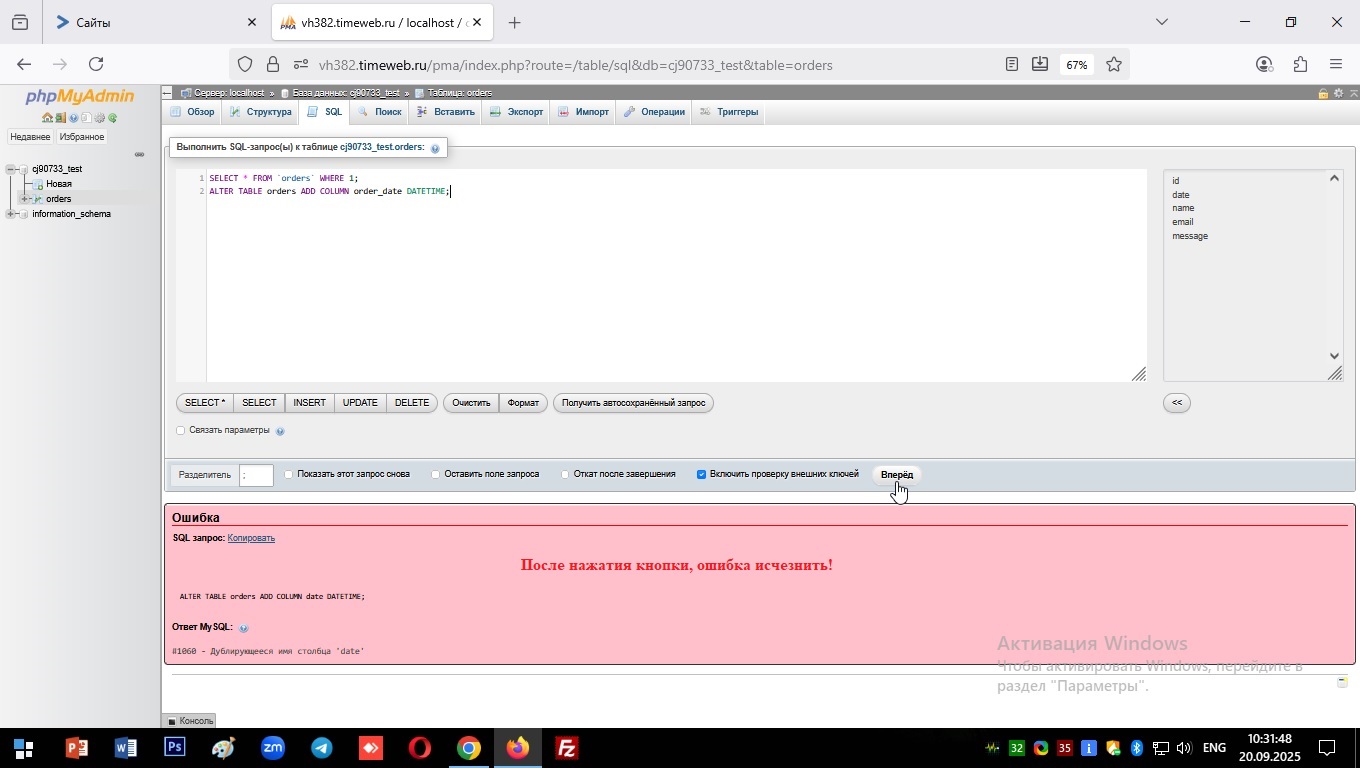 Сайты
vh382.timeweb.ru / localhost / c
vh382.timeweb.ru/pma/index.php?route=/table/sql&db=cj90733_test&table=orders
67%
phpMyAdmin
Недавнее
Избранное
cj90733_test
Новая
orders
information_schema
Сервер: localhost » База данных: cj90733_test » Таблица: orders
Обзор
Структура
SQL
Поиск
Вставить
Экспорт
Импорт
Операции
Триггеры
Выполнить SQL-запрос(ы) к таблице cj90733_test.orders:
1 SELECT * FROM `orders` WHERE 1;
2 ALTER TABLE orders ADD COLUMN order_date DATETIME;
id
date
name
email
message
SELECT *
SELECT
INSERT
UPDATE
DELETE
Очистить
Формат
Получить автосохранённый запрос
<<
Связать параметры
Разделитель ;
Показать этот запрос снова
Оставить поле запроса
Откат после завершения
Включить проверку внешних ключей
Вперёд
Ошибка
SQL запрос: Копировать
После нажатия кнопки, ошибка исчезнить!
ALTER TABLE orders ADD COLUMN date DATETIME;
Ответ MySQL:
#1060 - Дублирующееся имя столбца 'date'
Активация Windows
Чтобы активировать Windows, перейдите в
раздел "Параметры".
Консоль
32
35
ENG
10:31:48
20.09.2025